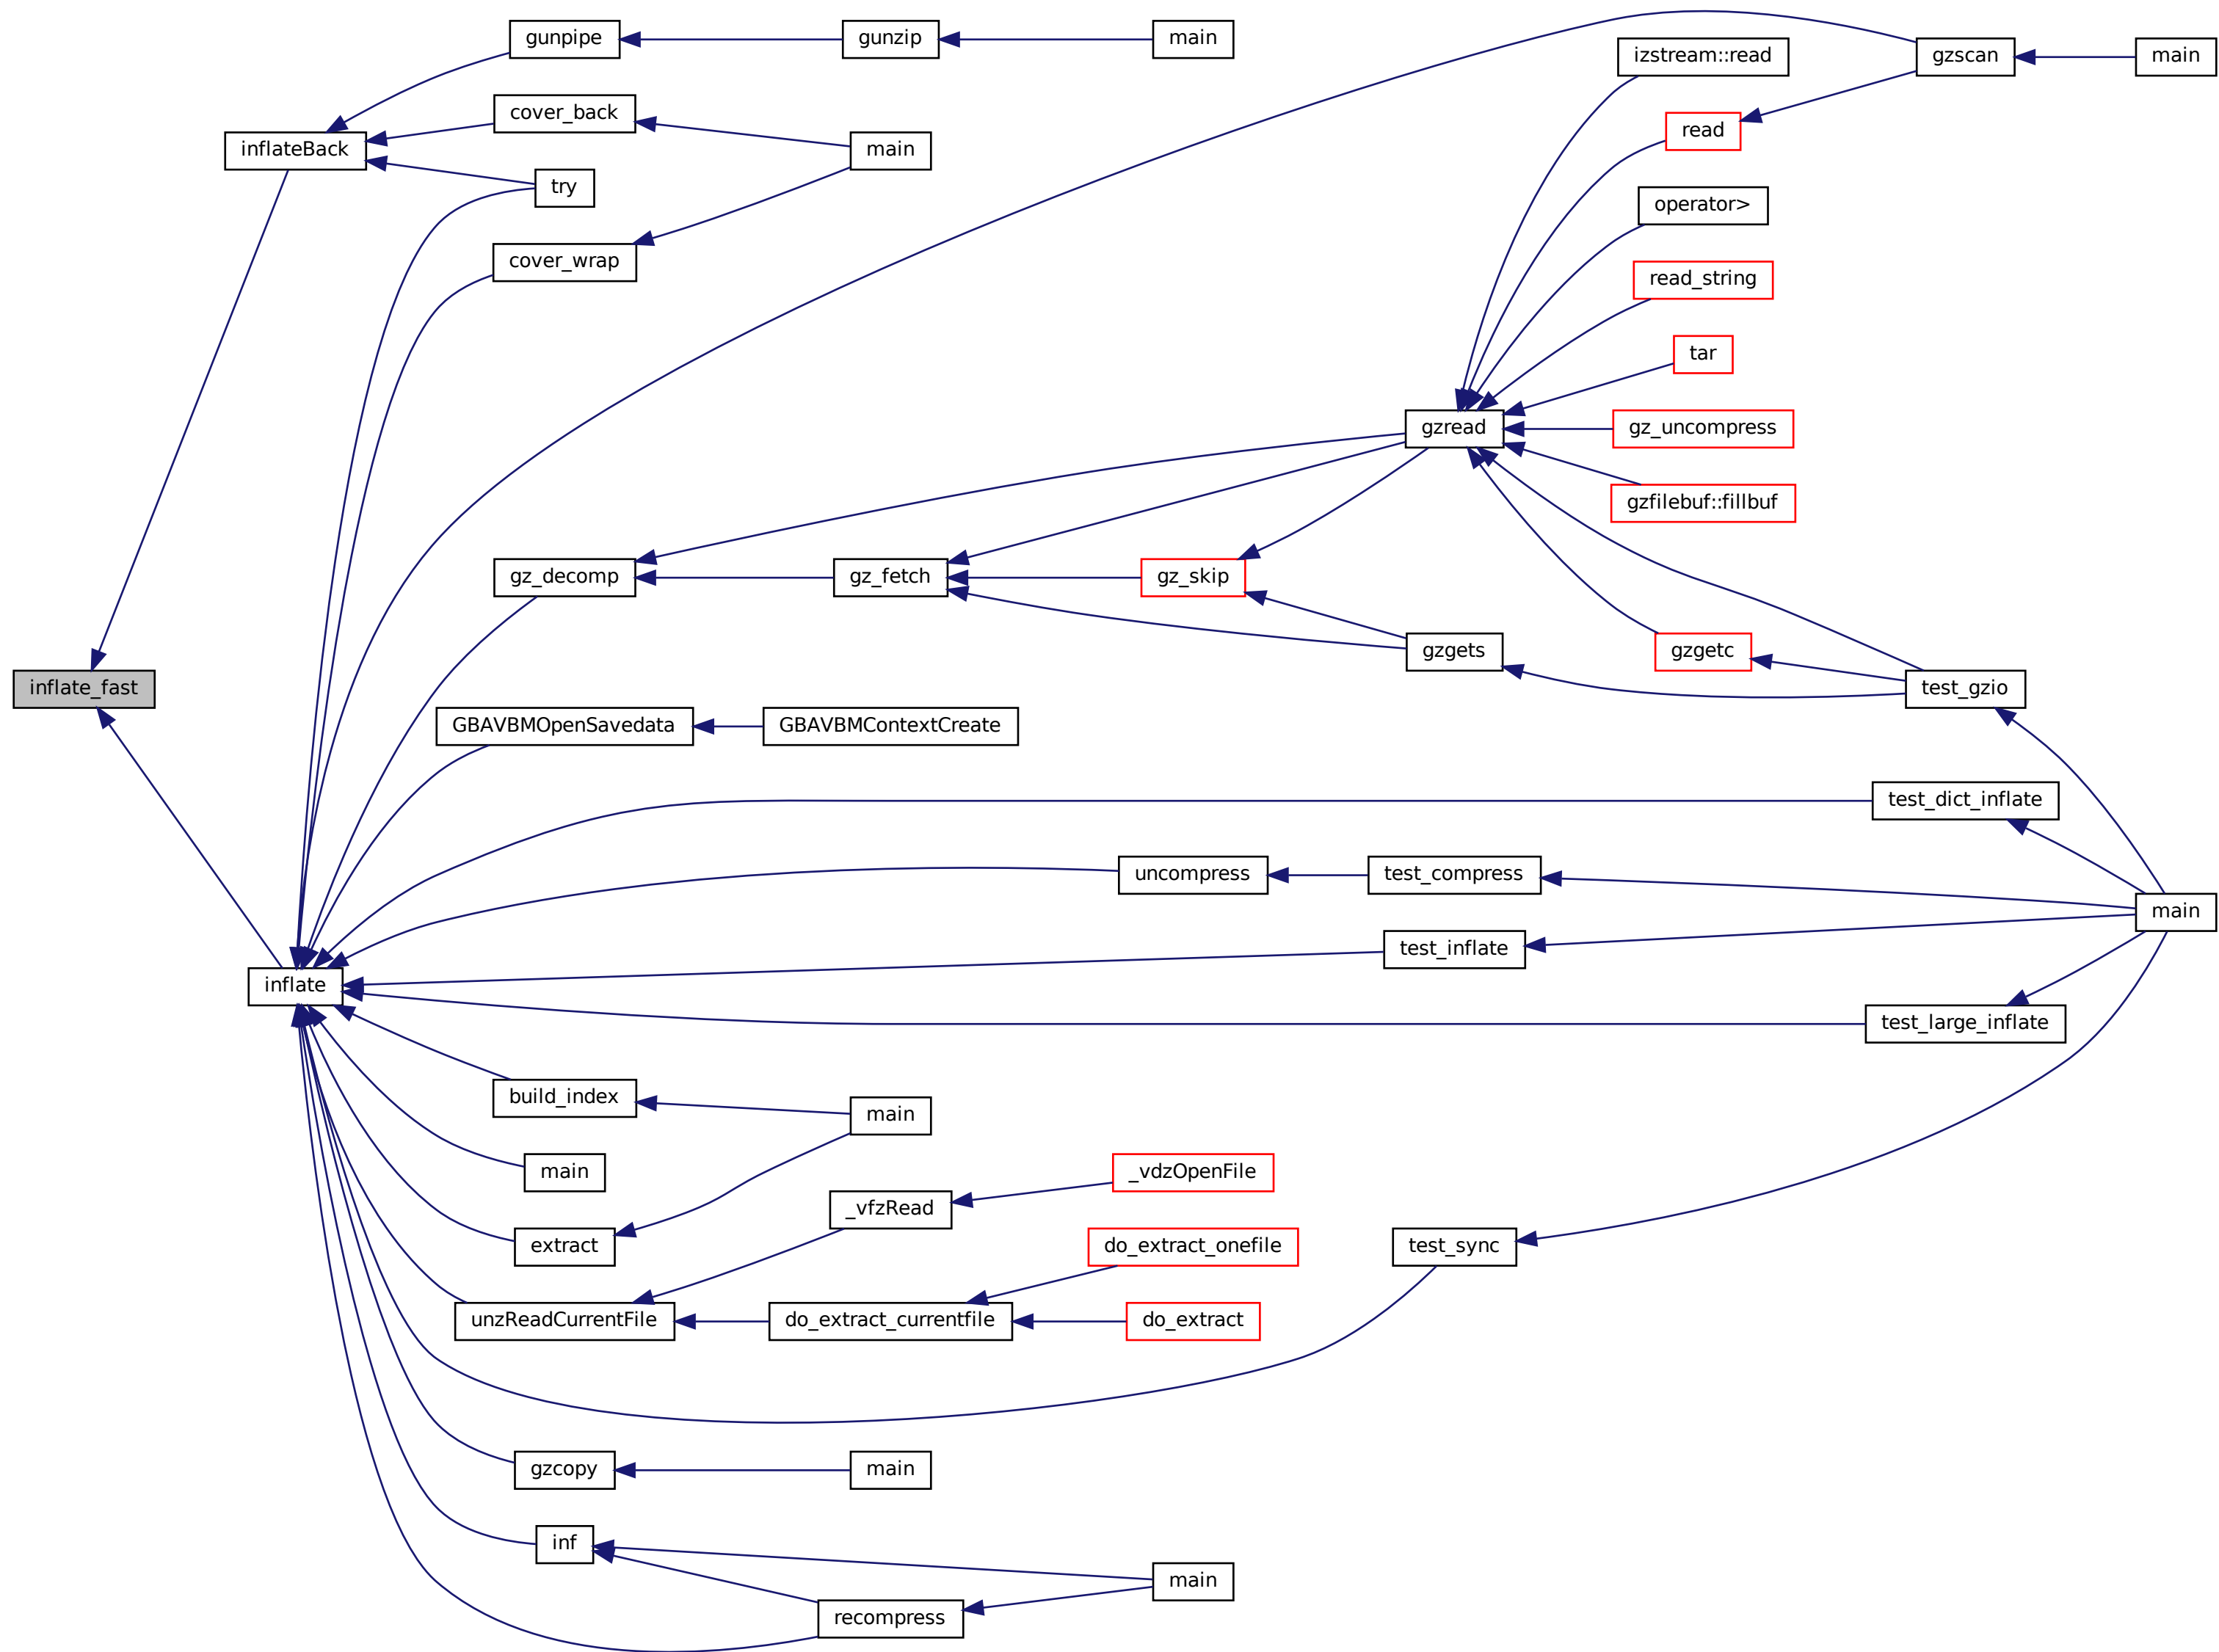 gunpipe
gunzip
main
gzscan
main
izstream::read
cover_back
read
inflateBack
main
try
operator>
cover_wrap
read_string
tar
gzread
gz_uncompress
gzfilebuf::fillbuf
gz_decomp
gz_fetch
gz_skip
gzgets
gzgetc
test_gzio
inflate_fast
GBAVBMOpenSavedata
GBAVBMContextCreate
test_dict_inflate
uncompress
test_compress
main
test_inflate
inflate
test_large_inflate
build_index
main
main
_vdzOpenFile
_vfzRead
extract
do_extract_onefile
test_sync
unzReadCurrentFile
do_extract_currentfile
do_extract
gzcopy
main
inf
main
recompress